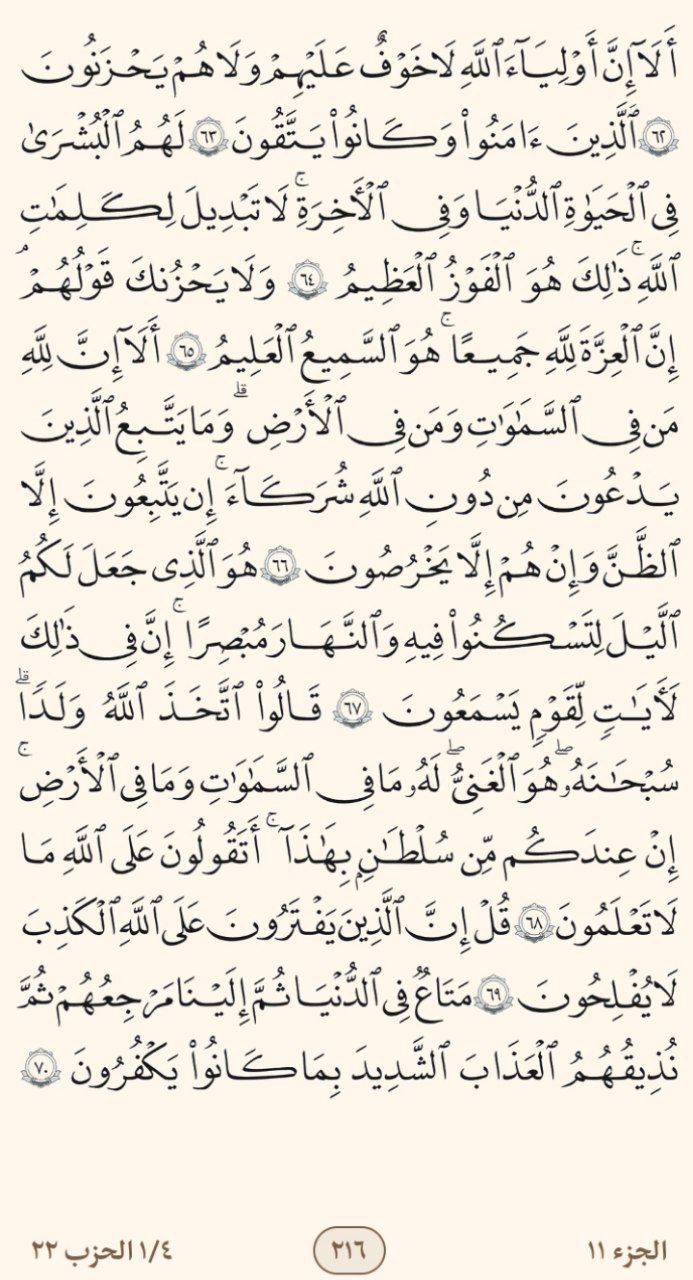 أَلَآ إِنَّ أَوْلِيَآءَ ٱللَّهِ لَا خَوْفٌ عَلَيْهِمْ وَلَا هُمْ يَحْزَنُونَ
٦٢ ٱلَّذِينَ ءَامَنُوا۟ وَكَانُوا۟ يَتَّقُونَ ٦٣ لَهُمُ ٱلْبُشْرَىٰ
فِى ٱلْحَيَوٰةِ ٱلدُّنْيَا وَفِى ٱلْأَخِرَةِ ۚ لَا تَبْدِيلَ لِكَلِمَـٰتِ
ٱللَّهِ ۚ ذَٰلِكَ هُوَ ٱلْفَوْزُ ٱلْعَظِيمُ ٦٤ وَلَا يَحْزُنكَ قَوْلُهُمْ ۘ
إِنَّ ٱلْعِزَّةَ لِلَّهِ جَمِيعًا ۚ هُوَ ٱلسَّمِيعُ ٱلْعَلِيمُ ٦٥ أَلَآ إِنَّ لِلَّهِ
مَن فِى ٱلسَّمَـٰوَٰتِ وَمَن فِى ٱلْأَرْضِ ۗ وَمَا يَتَّبِعُ ٱلَّذِينَ
يَدْعُونَ مِن دُونِ ٱللَّهِ شُرَكَآءَ ۚ إِن يَتَّبِعُونَ إِلَّا
ٱلظَّنَّ وَإِنْ هُمْ إِلَّا يَخْرُصُونَ ٦٦ هُوَ ٱلَّذِى جَعَلَ لَكُمُ
ٱلَّيْلَ لِتَسْكُنُوا۟ فِيهِ وَٱلنَّهَارَ مُبْصِرًا ۚ إِنَّ فِى ذَٰلِكَ
لَأَيَـٰتٍ لِّقَوْمٍ يَسْمَعُونَ ٦٧ قَالُوا۟ ٱتَّخَذَ ٱللَّهُ وَلَدًا ۗ
سُبْحَـٰنَهُۥ ۖ هُوَ ٱلْغَنِىُّ ۖ لَهُۥ مَا فِى ٱلسَّمَـٰوَٰتِ وَمَا فِى ٱلْأَرْضِ ۚ
إِنْ عِندَكُم مِّن سُلْطَـٰنٍۭ بِهَـٰذَآ ۚ أَتَقُولُونَ عَلَى ٱللَّهِ مَا
لَا تَعْلَمُونَ ٦٨ قُلْ إِنَّ ٱلَّذِينَ يَفْتَرُونَ عَلَى ٱللَّهِ ٱلْكَذِبَ
لَا يُفْلِحُونَ ٦٩ مَتَـٰعٌ فِى ٱلدُّنْيَا ثُمَّ إِلَيْنَا مَرْجِعُهُمْ ثُمَّ
نُذِيقُهُمُ ٱلْعَذَابَ ٱلشَّدِيدَ بِمَا كَانُوا۟ يَكْفُرُونَ ٧٠
الجزء ١١ ٢١٦ ١/٤ الحزب ٢٢